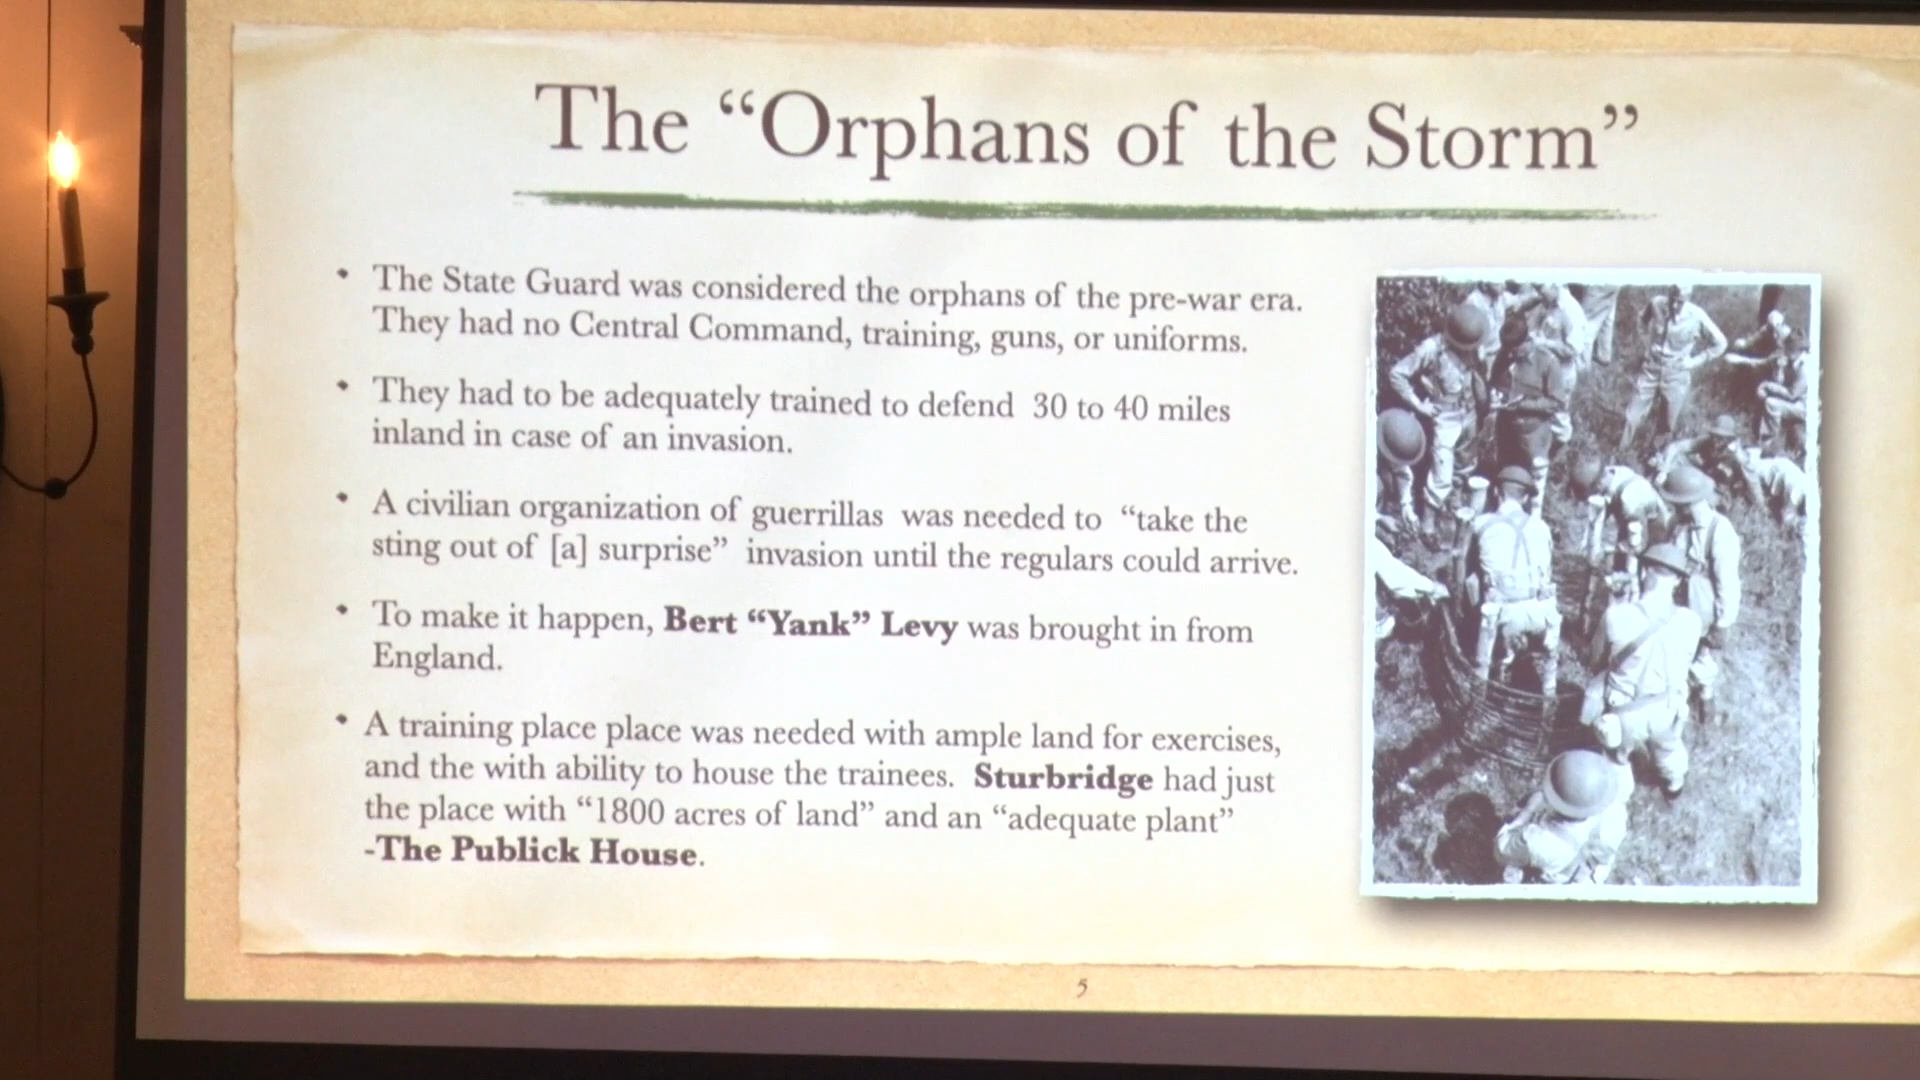 The “Orphans of the Storm”
• The State Guard was considered the orphans of the pre-war era.
They had no Central Command, training, guns, or uniforms.
• They had to be adequately trained to defend 30 to 40 miles
inland in case of an invasion.
• A civilian organization of guerrillas was needed to “take the
sting out of [a] surprise” invasion until the regulars could arrive.
• To make it happen, Bert “Yank” Levy was brought in from
England.
• A training place place was needed with ample land for exercises,
and the with ability to house the trainees. Sturbridge had just
the place with “1800 acres of land” and an “adequate plant”
-The Publick House.
5